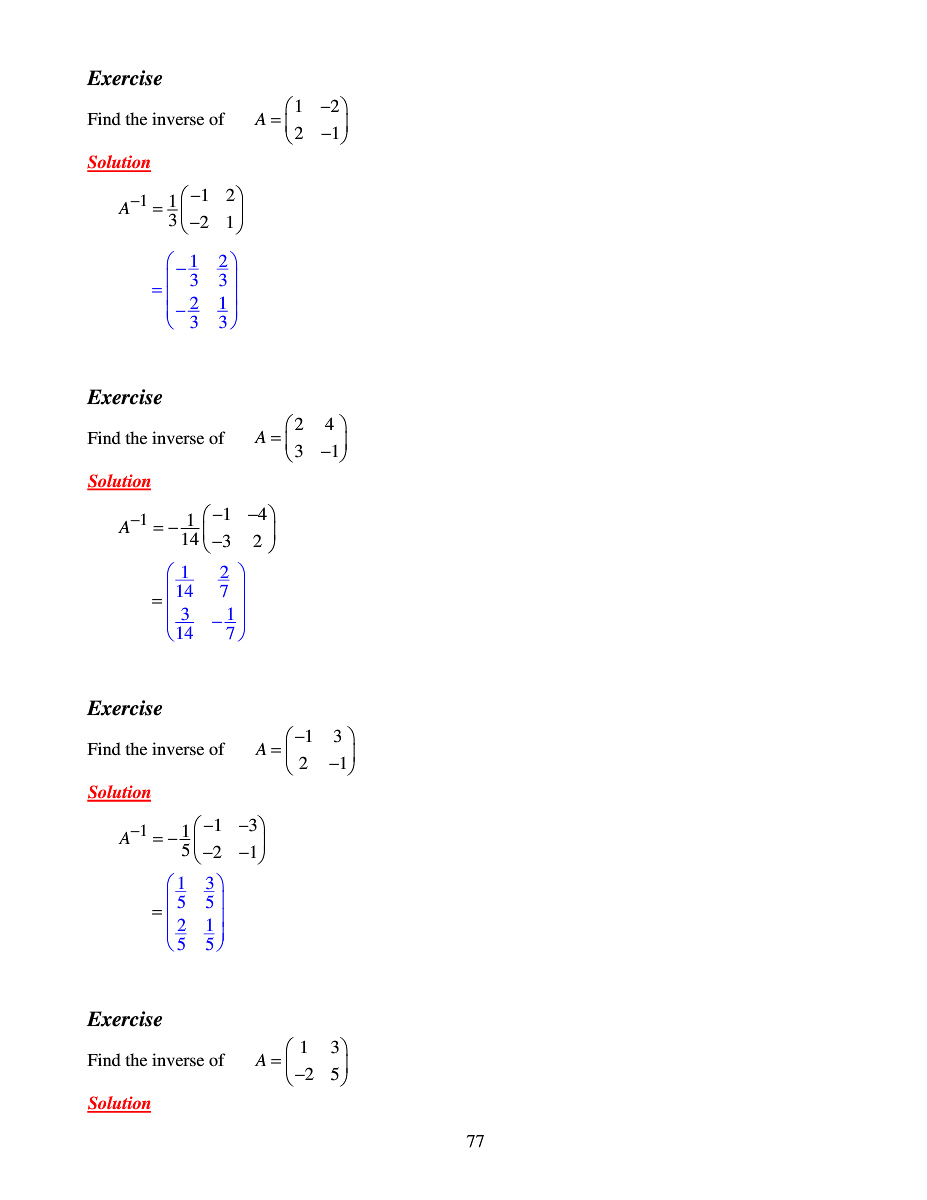 Exercise
Find the inverse of A = \begin{pmatrix} 1 & -2 \\ 2 & -1 \end{pmatrix}
Solution
A^{-1} = \frac{1}{3}\begin{pmatrix} -1 & 2 \\ -2 & 1 \end{pmatrix}
= \begin{pmatrix} -\frac{1}{3} & \frac{2}{3} \\ -\frac{2}{3} & \frac{1}{3} \end{pmatrix}
Exercise
Find the inverse of A = \begin{pmatrix} 2 & 4 \\ 3 & -1 \end{pmatrix}
Solution
A^{-1} = -\frac{1}{14}\begin{pmatrix} -1 & -4 \\ -3 & 2 \end{pmatrix}
= \begin{pmatrix} \frac{1}{14} & \frac{2}{7} \\ \frac{3}{14} & -\frac{1}{7} \end{pmatrix}
Exercise
Find the inverse of A = \begin{pmatrix} -1 & 3 \\ 2 & -1 \end{pmatrix}
Solution
A^{-1} = -\frac{1}{5}\begin{pmatrix} -1 & -3 \\ -2 & -1 \end{pmatrix}
= \begin{pmatrix} \frac{1}{5} & \frac{3}{5} \\ \frac{2}{5} & \frac{1}{5} \end{pmatrix}
Exercise
Find the inverse of A = \begin{pmatrix} 1 & 3 \\ -2 & 5 \end{pmatrix}
Solution
77